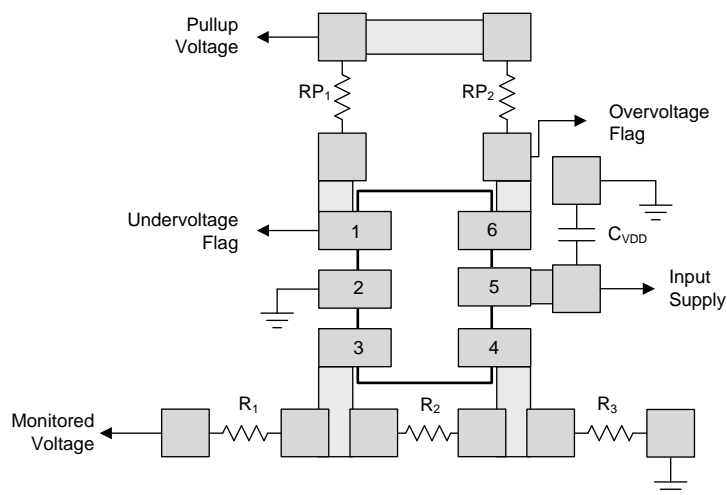 Pullup
Voltage
RP1
RP2
Overvoltage
Flag
Undervoltage
Flag
1
6
CVDD
2
5
Input
Supply
3
4
Monitored
Voltage
R1
R2
R3